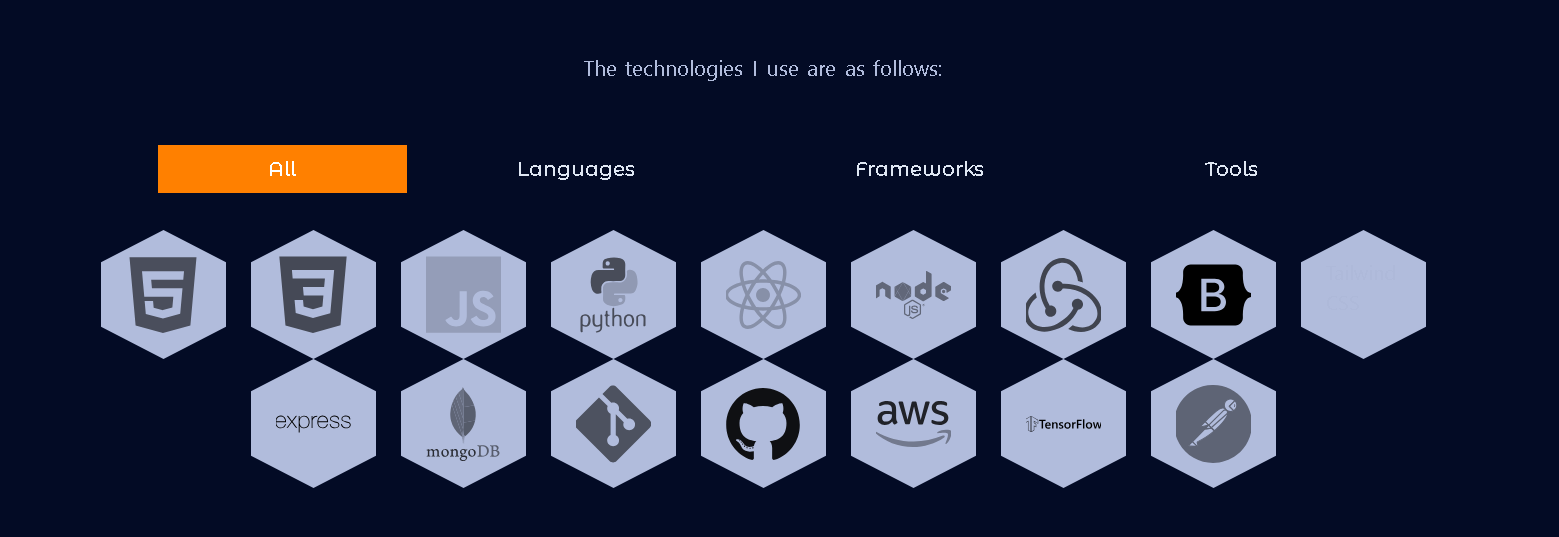 The technologies I use are as follows:
All
Languages
Frameworks
Tools
5
3
JS
python
node
JS
B
Tailwind
CSS
express
mongoDB
aws
TensorFlow